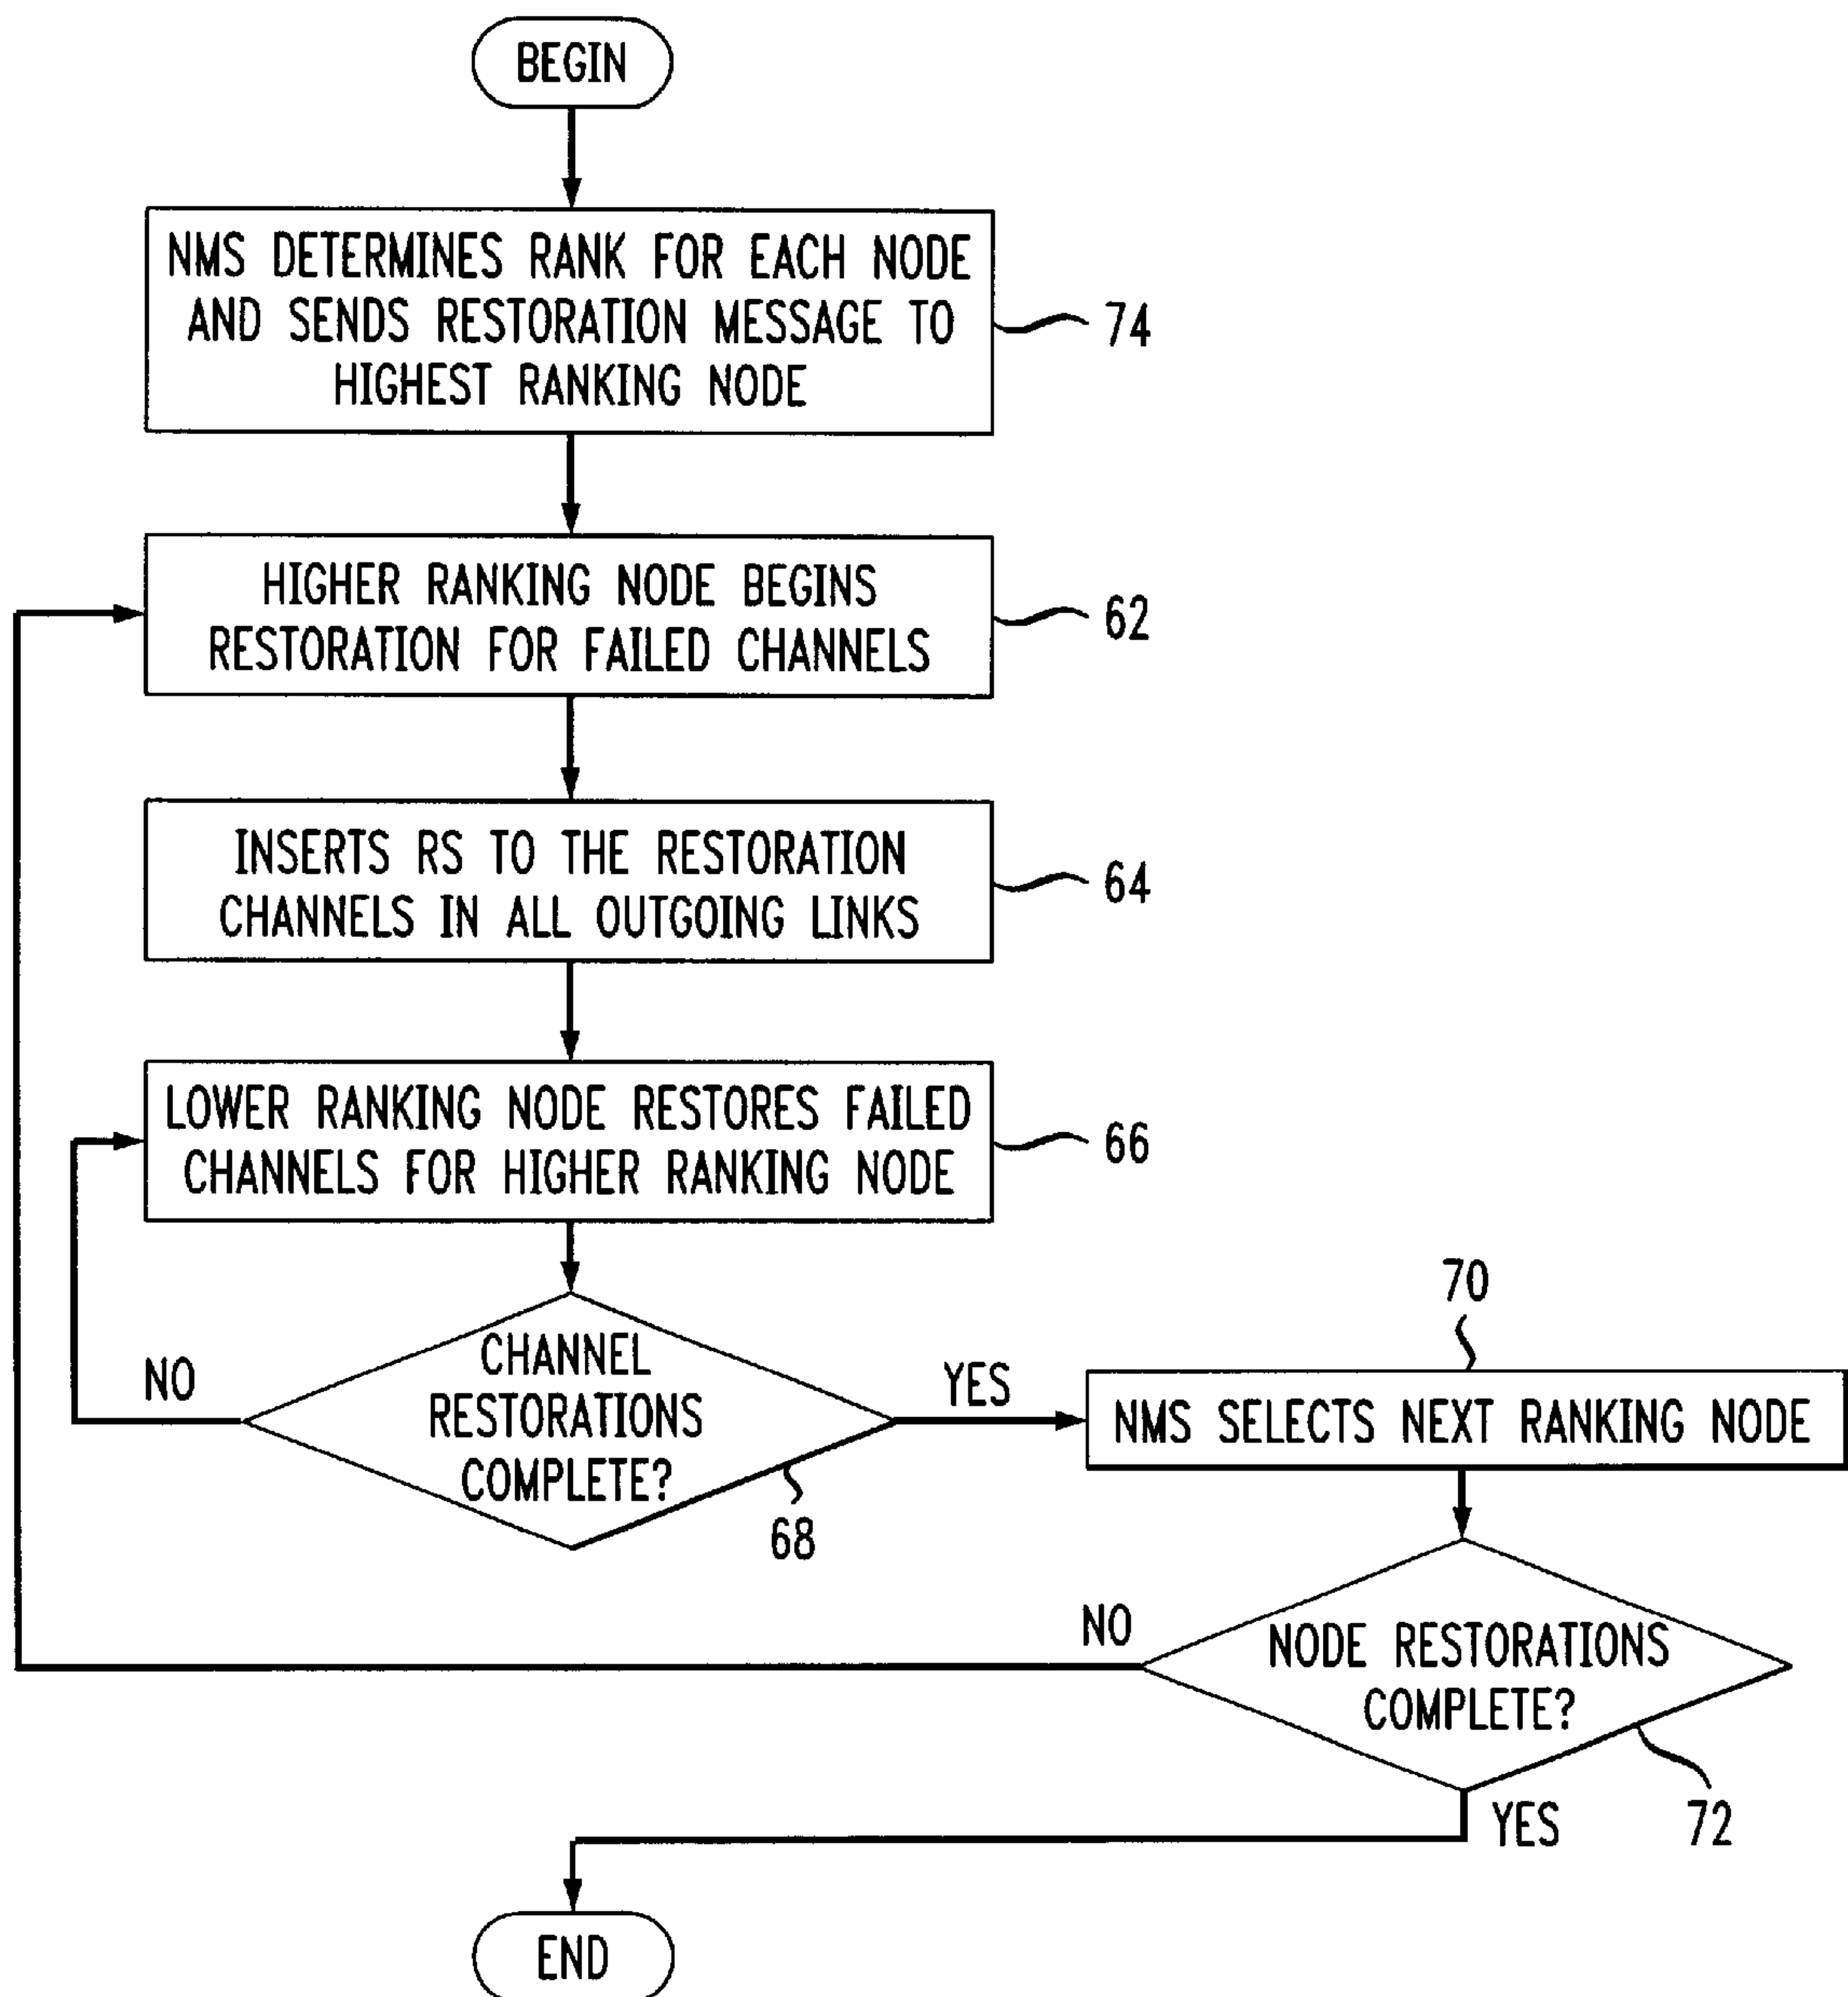 BEGIN
NMS DETERMINES RANK FOR EACH NODE
AND SENDS RESTORATION MESSAGE TO
HIGHEST RANKING NODE
74
HIGHER RANKING NODE BEGINS
RESTORATION FOR FAILED CHANNELS
62
INSERTS RS TO THE RESTORATION
CHANNELS IN ALL OUTGOING LINKS
64
LOWER RANKING NODE RESTORES FAILED
CHANNELS FOR HIGHER RANKING NODE
66
CHANNEL
RESTORATIONS
COMPLETE?
68
NO
YES
70
NMS SELECTS NEXT RANKING NODE
NO
NODE RESTORATIONS
COMPLETE?
72
YES
END